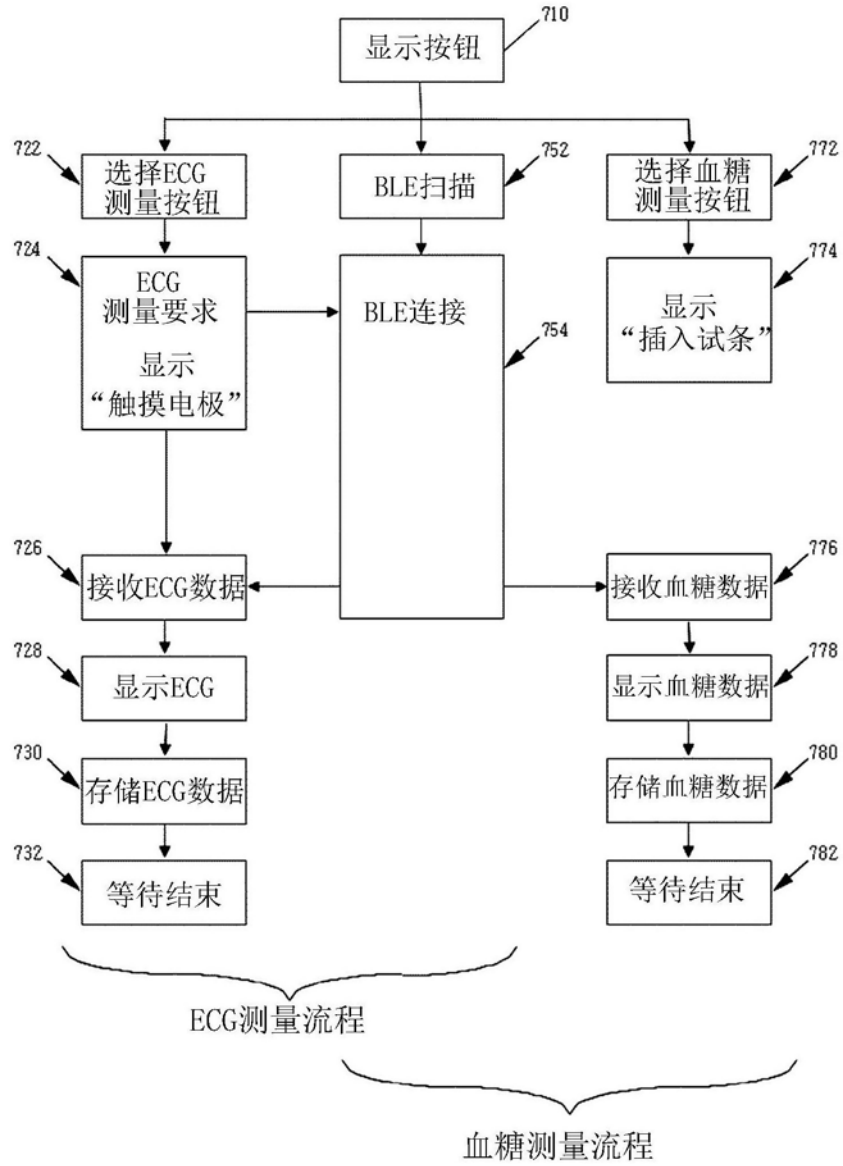 显示按钮
710
722
选择ECG
测量按钮
752
BLE扫描
772
选择血糖
测量按钮
724
ECG
测量要求
显示
“触摸电极”
BLE连接
754
774
显示
“插入试条”
726
接收ECG数据
776
接收血糖数据
728
显示ECG
778
显示血糖数据
730
存储ECG数据
780
存储血糖数据
732
等待结束
782
等待结束
ECG测量流程
血糖测量流程